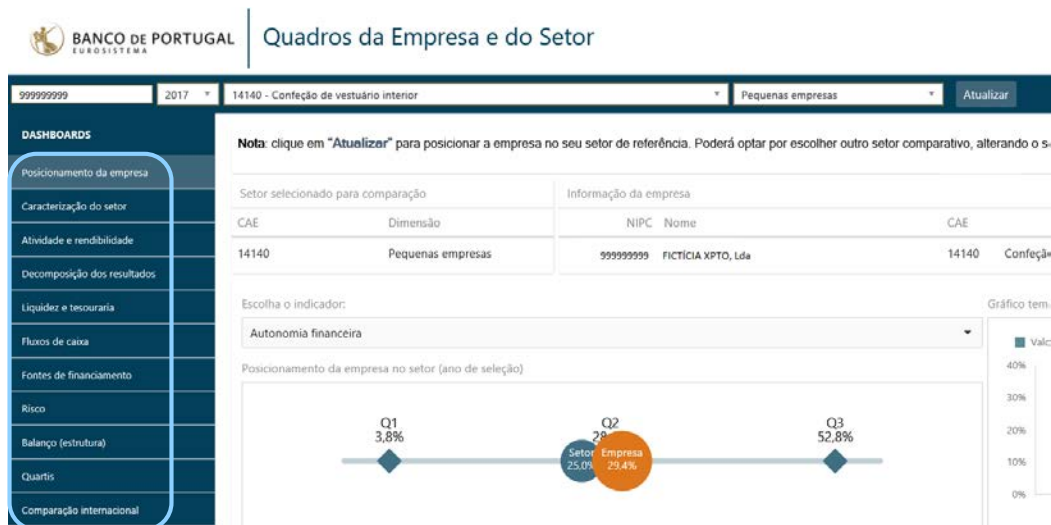 BANCO DE PORTUGAL
EUROSISTEMA
Quadros da Empresa e do Setor
999999999 2017 14140 - Confeção de vestuário interior Pequenas empresas Atualizar
DASHBOARDS
Posicionamento da empresa
Caracterização do setor
Atividade e rendibilidade
Decomposição dos resultados
Liquidez e tesouraria
Fluxos de caixa
Fontes de financiamento
Risco
Balanço (estrutura)
Quartis
Comparação internacional
Nota: clique em "Atualizar" para posicionar a empresa no seu setor de referência. Poderá optar por escolher outro setor comparativo, alterando o
Setor selecionado para comparação Informação da empresa
CAE Dimensão NIPC Nome CAE
14140 Pequenas empresas 999999999 FICTÍCIA XPTO, Lda 14140
Escolha o indicador:
Autonomia financeira
Posicionamento da empresa no setor (ano de seleção)
Q1 Q2 Q3
3,8% 52,8%
Setor Empresa
25,0% 29,4%
Gráfico
40%
30%
20%
10%
0%